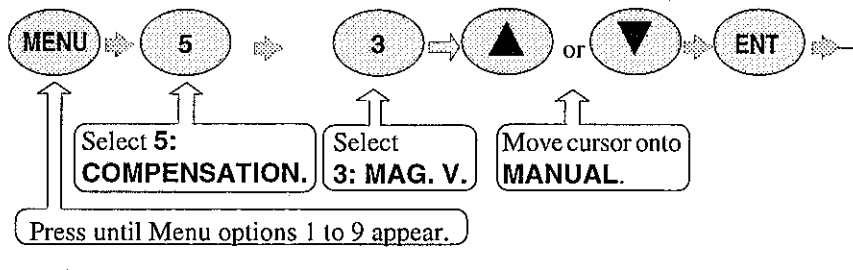 MENU 5 3 ▲ or ▼ ENT
Select 5: Select Move cursor onto
COMPENSATION. 3: MAG. V. MANUAL.
Press until Menu options 1 to 9 appear.